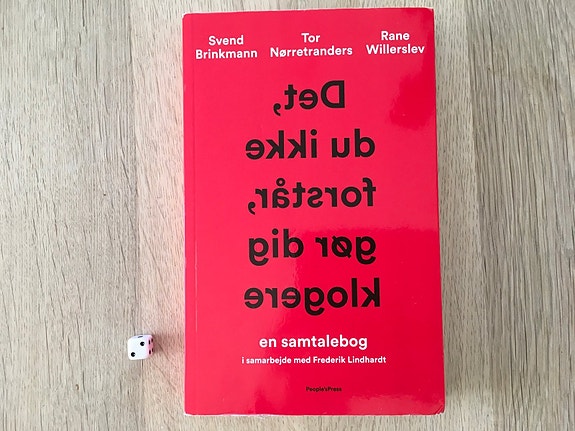 Svend Brinkmann
Tor Nørretranders
Rane Willerslev
Det,
du ikke
forstår,
gør dig
klogere
en samtalebog
i samarbejde med Frederik Lindhardt
People'sPress